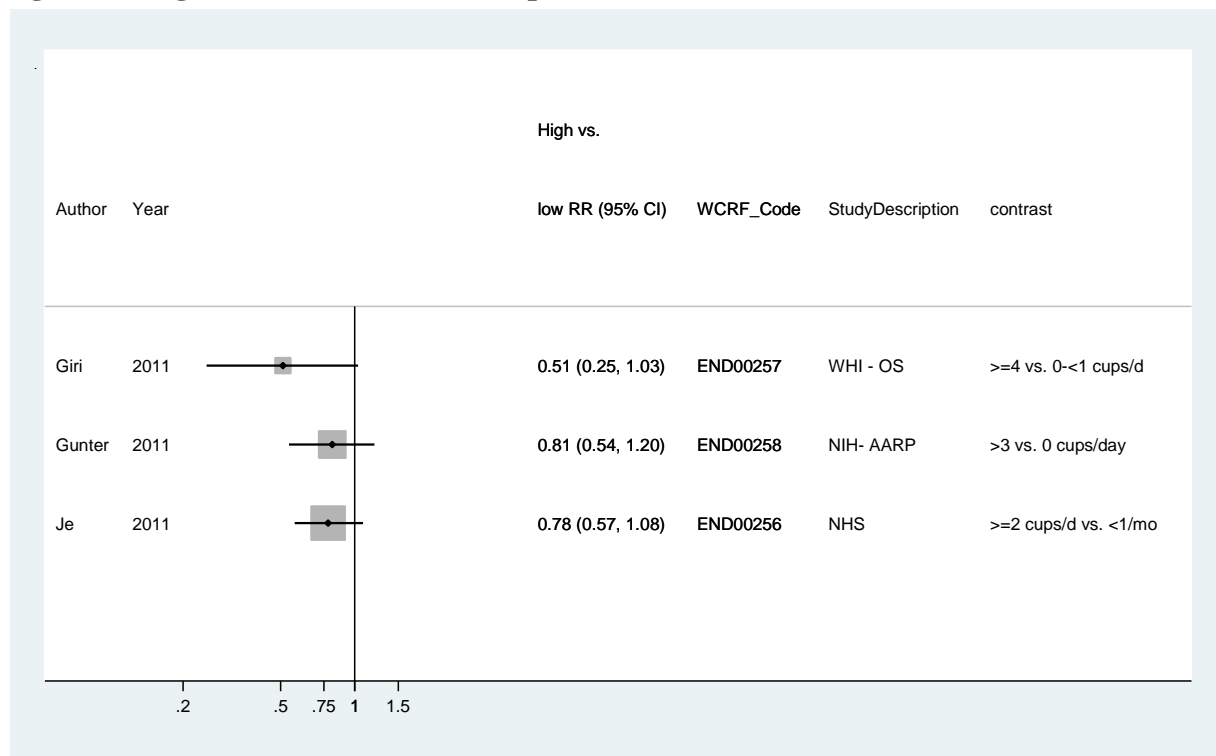 High vs.
Author Year low RR (95% CI) WCRF_Code StudyDescription contrast
Giri 2011 0.51 (0.25, 1.03) END00257 WHI - OS >=4 vs. 0-<1 cups/d
Gunter 2011 0.81 (0.54, 1.20) END00258 NIH- AARP >3 vs. 0 cups/day
Je 2011 0.78 (0.57, 1.08) END00256 NHS >=2 cups/d vs. <1/mo
.2 .5 .75 1 1.5